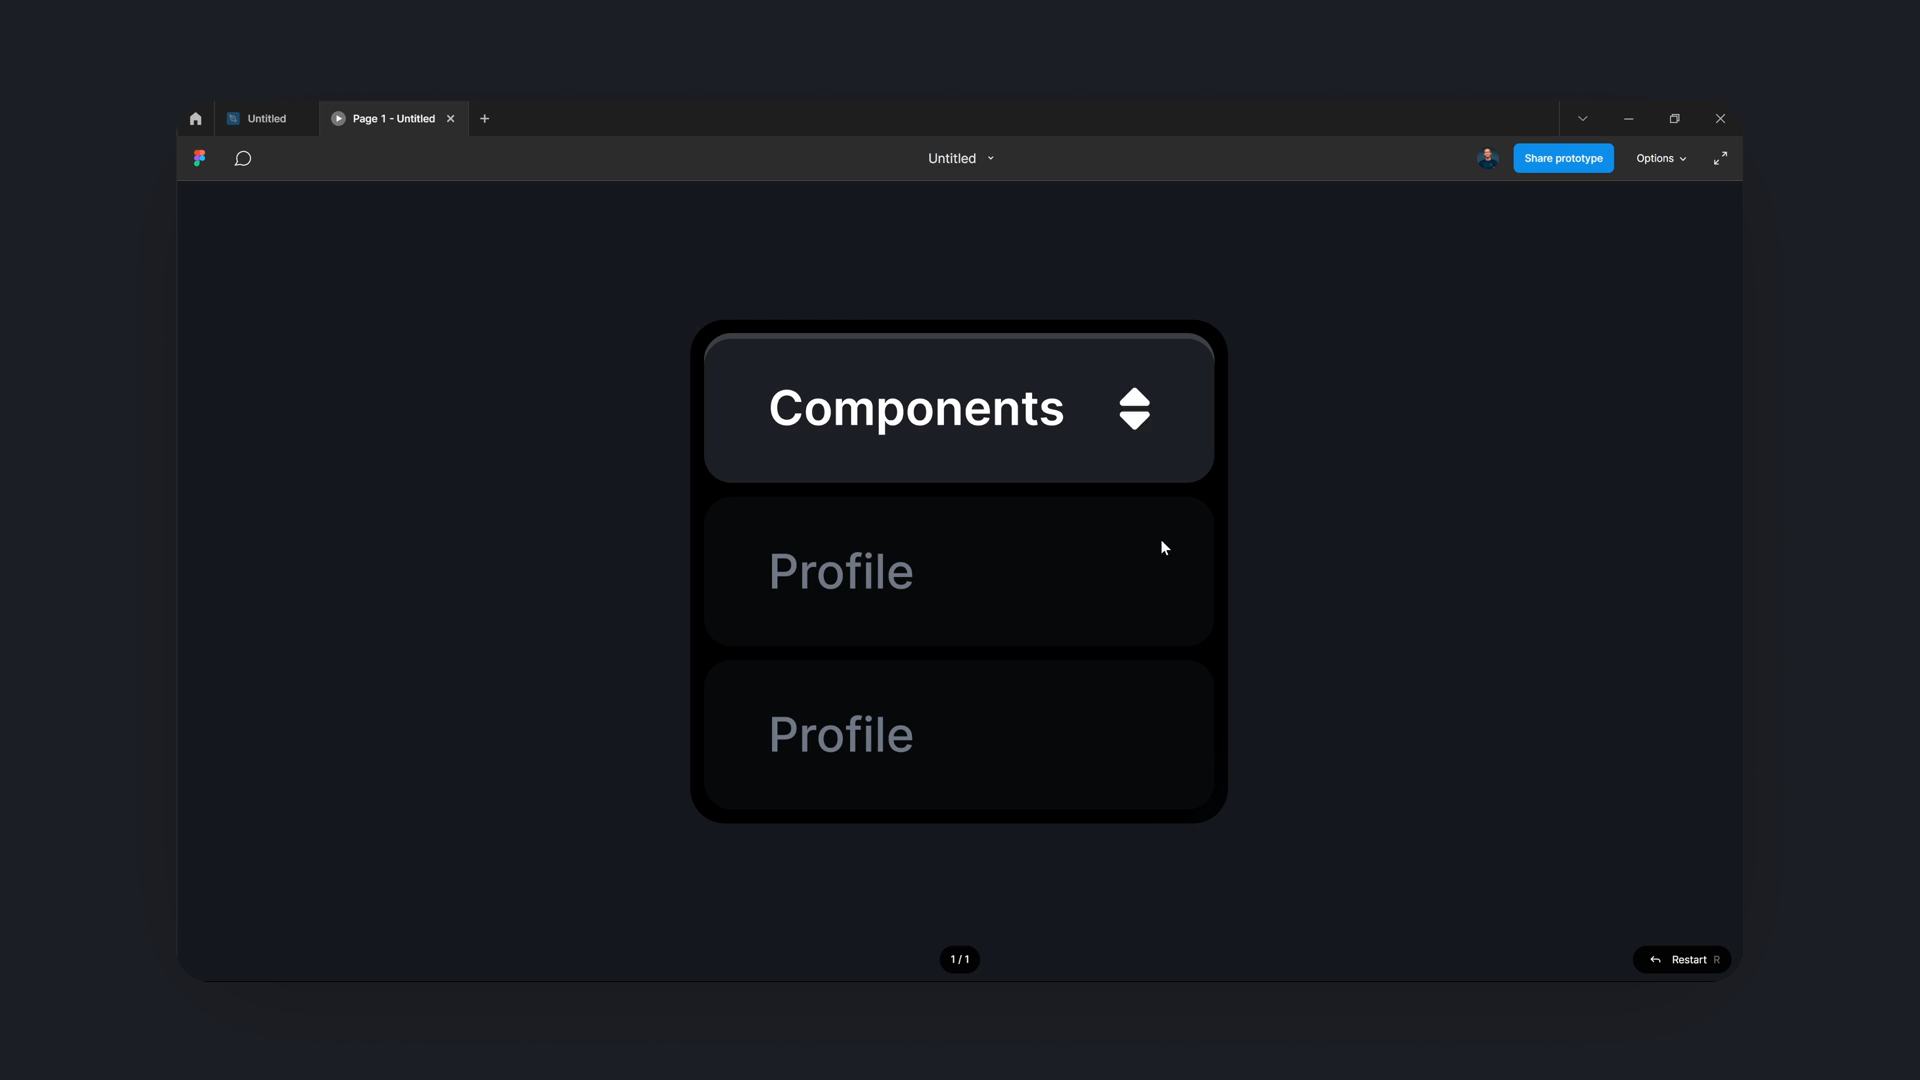 Untitled
Page 1 - Untitled
Untitled
Share prototype
Options
Components
Profile
Profile
1 / 1
Restart R